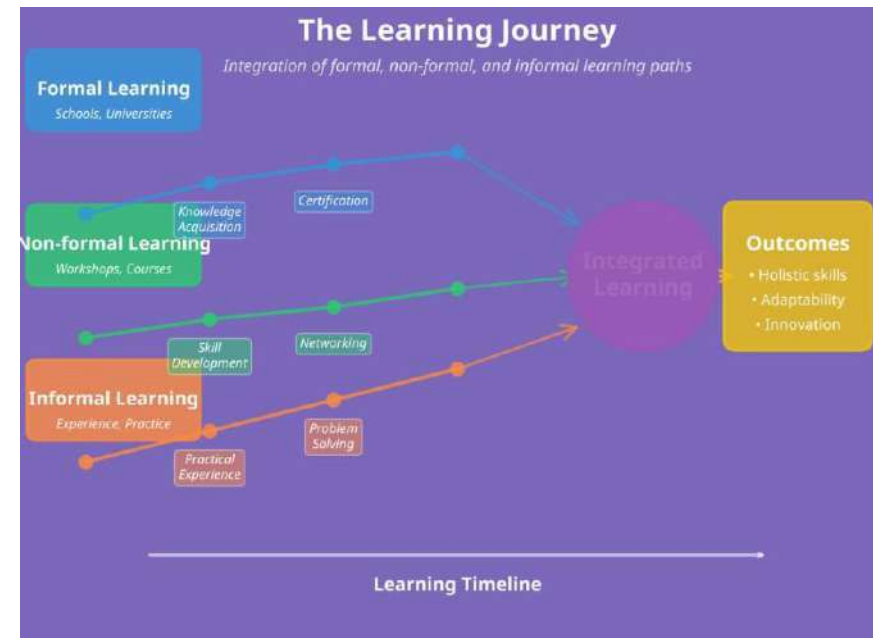 The Learning Journey
Integration of formal, non-formal, and informal learning paths
Formal Learning
Schools, Universities
Knowledge
Acquisition
Certification
Non-formal Learning
Workshops, Courses
Skill
Development
Networking
Informal Learning
Experience, Practice
Practical
Experience
Problem
Solving
Integrated
Learning
Outcomes
• Holistic skills
• Adaptability
• Innovation
Learning Timeline